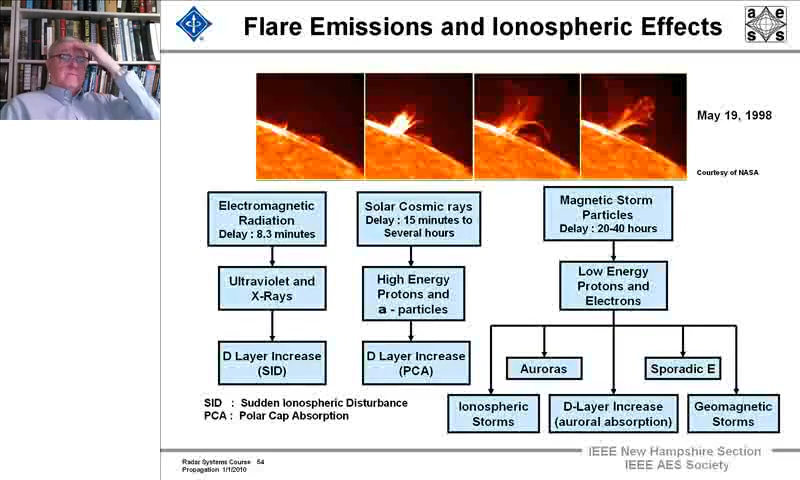 Flare Emissions and Ionospheric Effects
a e
s s
May 19, 1998
Courtesy of NASA
Electromagnetic
Radiation
Delay : 8.3 minutes
Solar Cosmic rays
Delay : 15 minutes to
Several hours
Magnetic Storm
Particles
Delay : 20-40 hours
Ultraviolet and
X-Rays
High Energy
Protons and
a - particles
Low Energy
Protons and
Electrons
D Layer Increase
(SID)
D Layer Increase
(PCA)
Auroras
Sporadic E
Ionospheric
Storms
D-Layer Increase
(auroral absorption)
Geomagnetic
Storms
SID : Sudden Ionospheric Disturbance
PCA : Polar Cap Absorption
Radar Systems Course 54
Propagation 1/1/2010
IEEE New Hampshire Section
IEEE AES Society